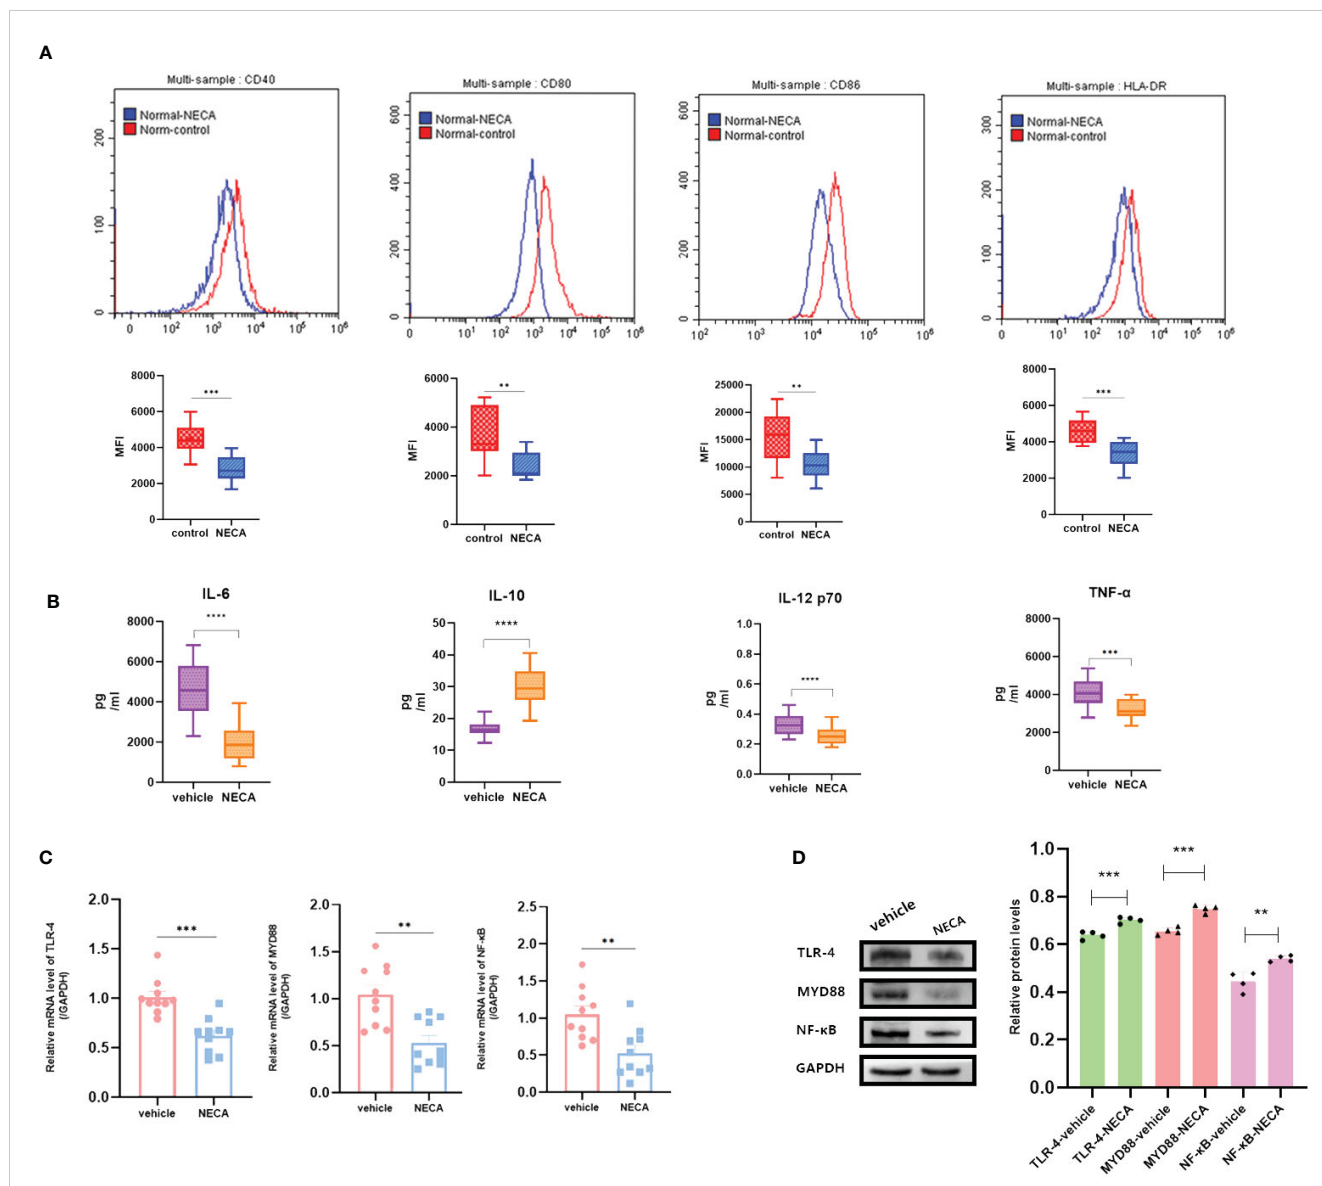 A
Multi-sample : CD40
Normal-NECA
Norm-control
200
100
0
0 10² 10³ 10⁴ 10⁵ 10⁶
Multi-sample : CD80
Normal-NECA
Normal-control
600
400
200
0
0 10¹ 10² 10³ 10⁴ 10⁵ 10⁶
Multi-sample : CD86
Normal-NECA
Normal-control
600
400
200
0
10² 10³ 10⁴ 10⁵ 10⁶
Multi-sample : HLA-DR
Normal-NECA
Normal-control
300
200
100
0
0 10¹ 10² 10³ 10⁴ 10⁵ 10⁶
MFI
8000
6000
4000
2000
0
***
control NECA
MFI
6000
4000
2000
0
**
control NECA
MFI
25000
20000
15000
10000
5000
0
**
control NECA
MFI
8000
6000
4000
2000
0
***
control NECA
B
IL-6
pg
/ml
8000
6000
4000
2000
0
****
vehicle NECA
IL-10
pg
/ml
50
40
30
20
10
0
****
vehicle NECA
IL-12 p70
pg
/ml
1.0
0.8
0.6
0.4
0.2
0.0
****
vehicle NECA
TNF-α
pg
/ml
8000
6000
4000
2000
0
***
vehicle NECA
C
Relative mRNA level of TLR-4
(/GAPDH)
2.0
1.5
1.0
0.5
0.0
***
vehicle NECA
Relative mRNA level of MYD88
(/GAPDH)
2.0
1.5
1.0
0.5
0.0
**
vehicle NECA
Relative mRNA level of NF-κB
(/GAPDH)
2.0
1.5
1.0
0.5
0.0
**
vehicle NECA
D
vehicle NECA
TLR-4
MYD88
NF-κB
GAPDH
Relative protein levels
1.0
0.8
0.6
0.4
0.2
0.0
***
***
**
TLR-4-vehicle
TLR-4-NECA
MYD88-vehicle
MYD88-NECA
NF-κB-vehicle
NF-κB-NECA